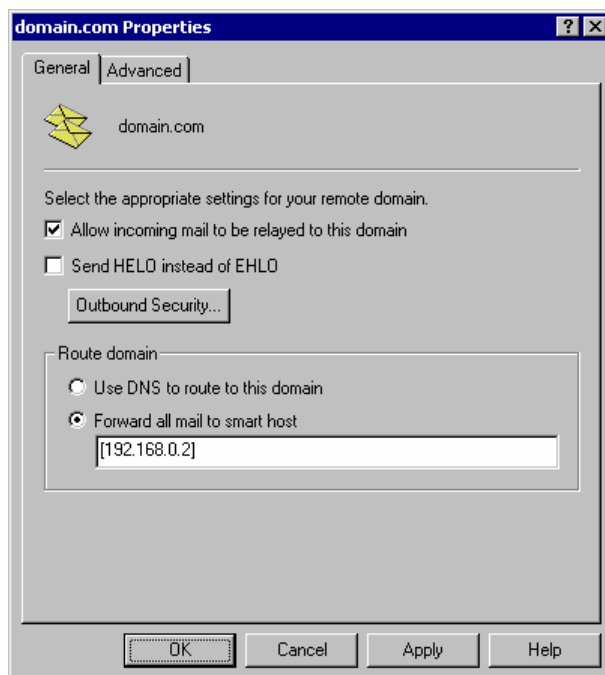 domain.com Properties
General
Advanced
domain.com
Select the appropriate settings for your remote domain.
Allow incoming mail to be relayed to this domain
Send HELO instead of EHLO
Outbound Security...
Route domain
Use DNS to route to this domain
Forward all mail to smart host
[192.168.0.2]
OK
Cancel
Apply
Help